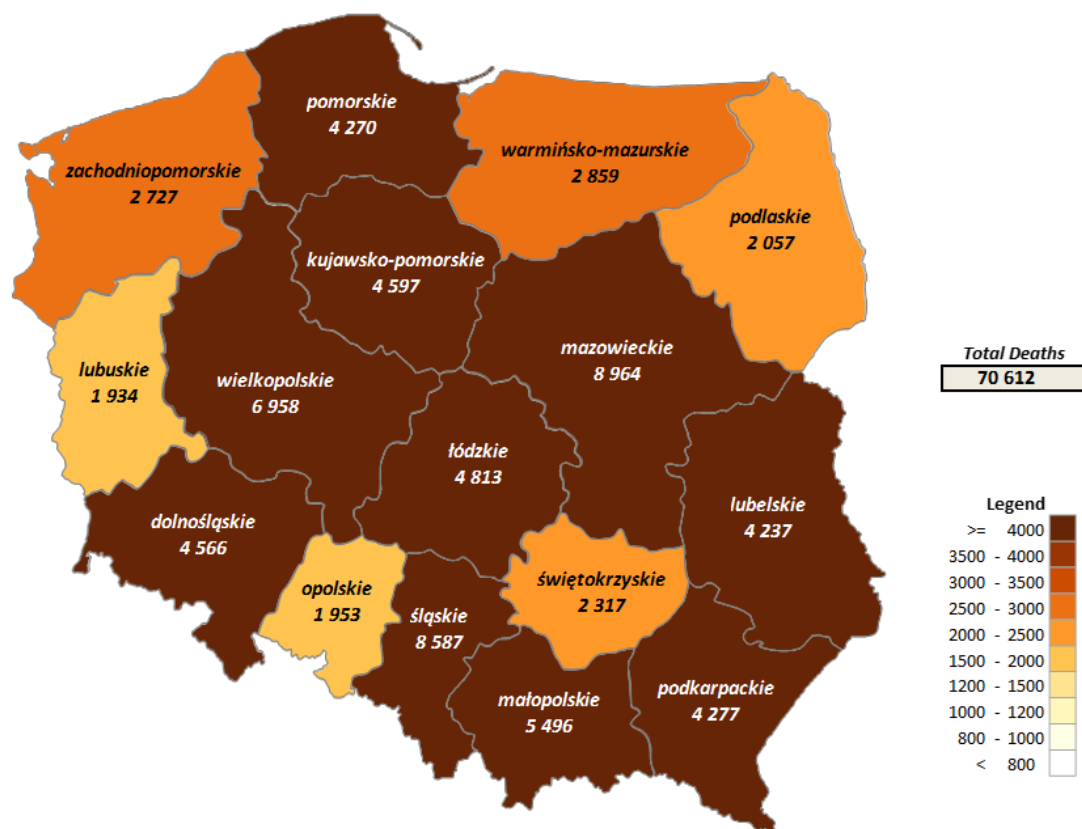 pomorskie
4 270
zachodniopomorskie
2 727
warmińsko-mazurskie
2 859
podlaskie
2 057
kujawsko-pomorskie
4 597
lubuskie
1 934
wielkopolskie
6 958
mazowieckie
8 964
łódzkie
4 813
dolnośląskie
4 566
lubelskie
4 237
opolskie
1 953
śląskie
8 587
świętokrzyskie
2 317
małopolskie
5 496
podkarpackie
4 277
Total Deaths
70 612
Legend
>= 4000
3500 - 4000
3000 - 3500
2500 - 3000
2000 - 2500
1500 - 2000
1200 - 1500
1000 - 1200
800 - 1000
< 800